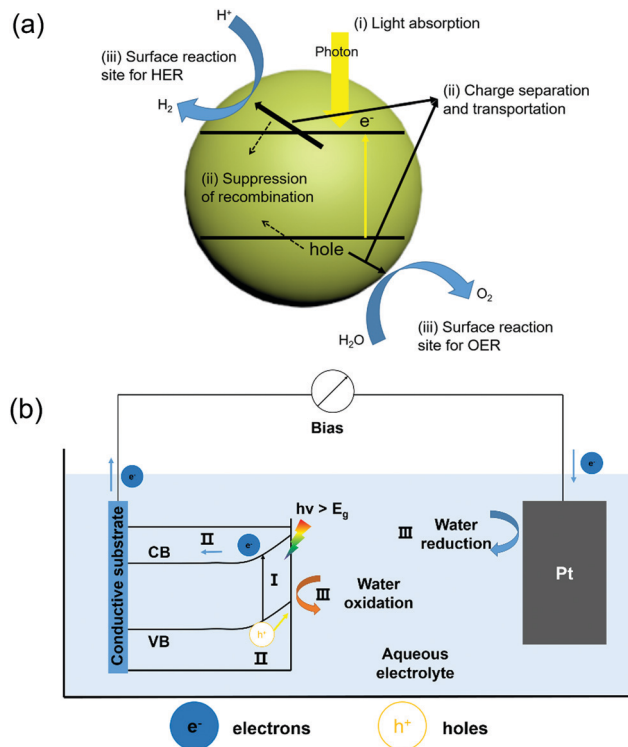 (a)
(i) Light absorption
H⁺
Photon
(iii) Surface reaction
site for HER
(ii) Charge separation
and transportation
H₂
e⁻
(ii) Suppression
of recombination
hole
O₂
H₂O
(iii) Surface reaction
site for OER
(b)
Bias
e⁻
e⁻
Conductive substrate
hν > E_g
II
e⁻
CB
I
III
Water
oxidation
VB
h⁺
II
III
Water
reduction
Pt
Aqueous
electrolyte
e⁻ electrons
h⁺ holes